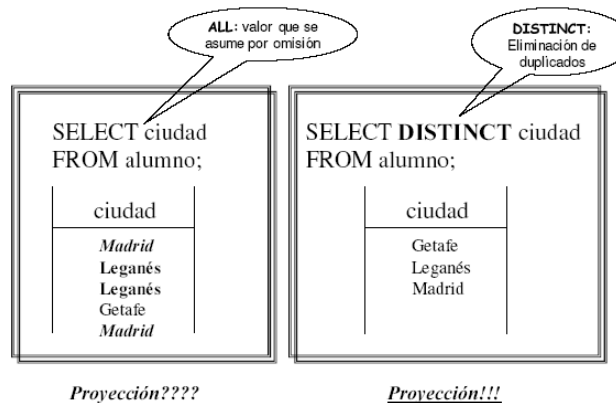 ALL: valor que se
asume por omisión
DISTINCT:
Eliminación de
duplicados
SELECT ciudad
FROM alumno;
ciudad
Madrid
Leganés
Leganés
Getafe
Madrid
SELECT DISTINCT ciudad
FROM alumno;
ciudad
Getafe
Leganés
Madrid
Proyección????
Proyección!!!